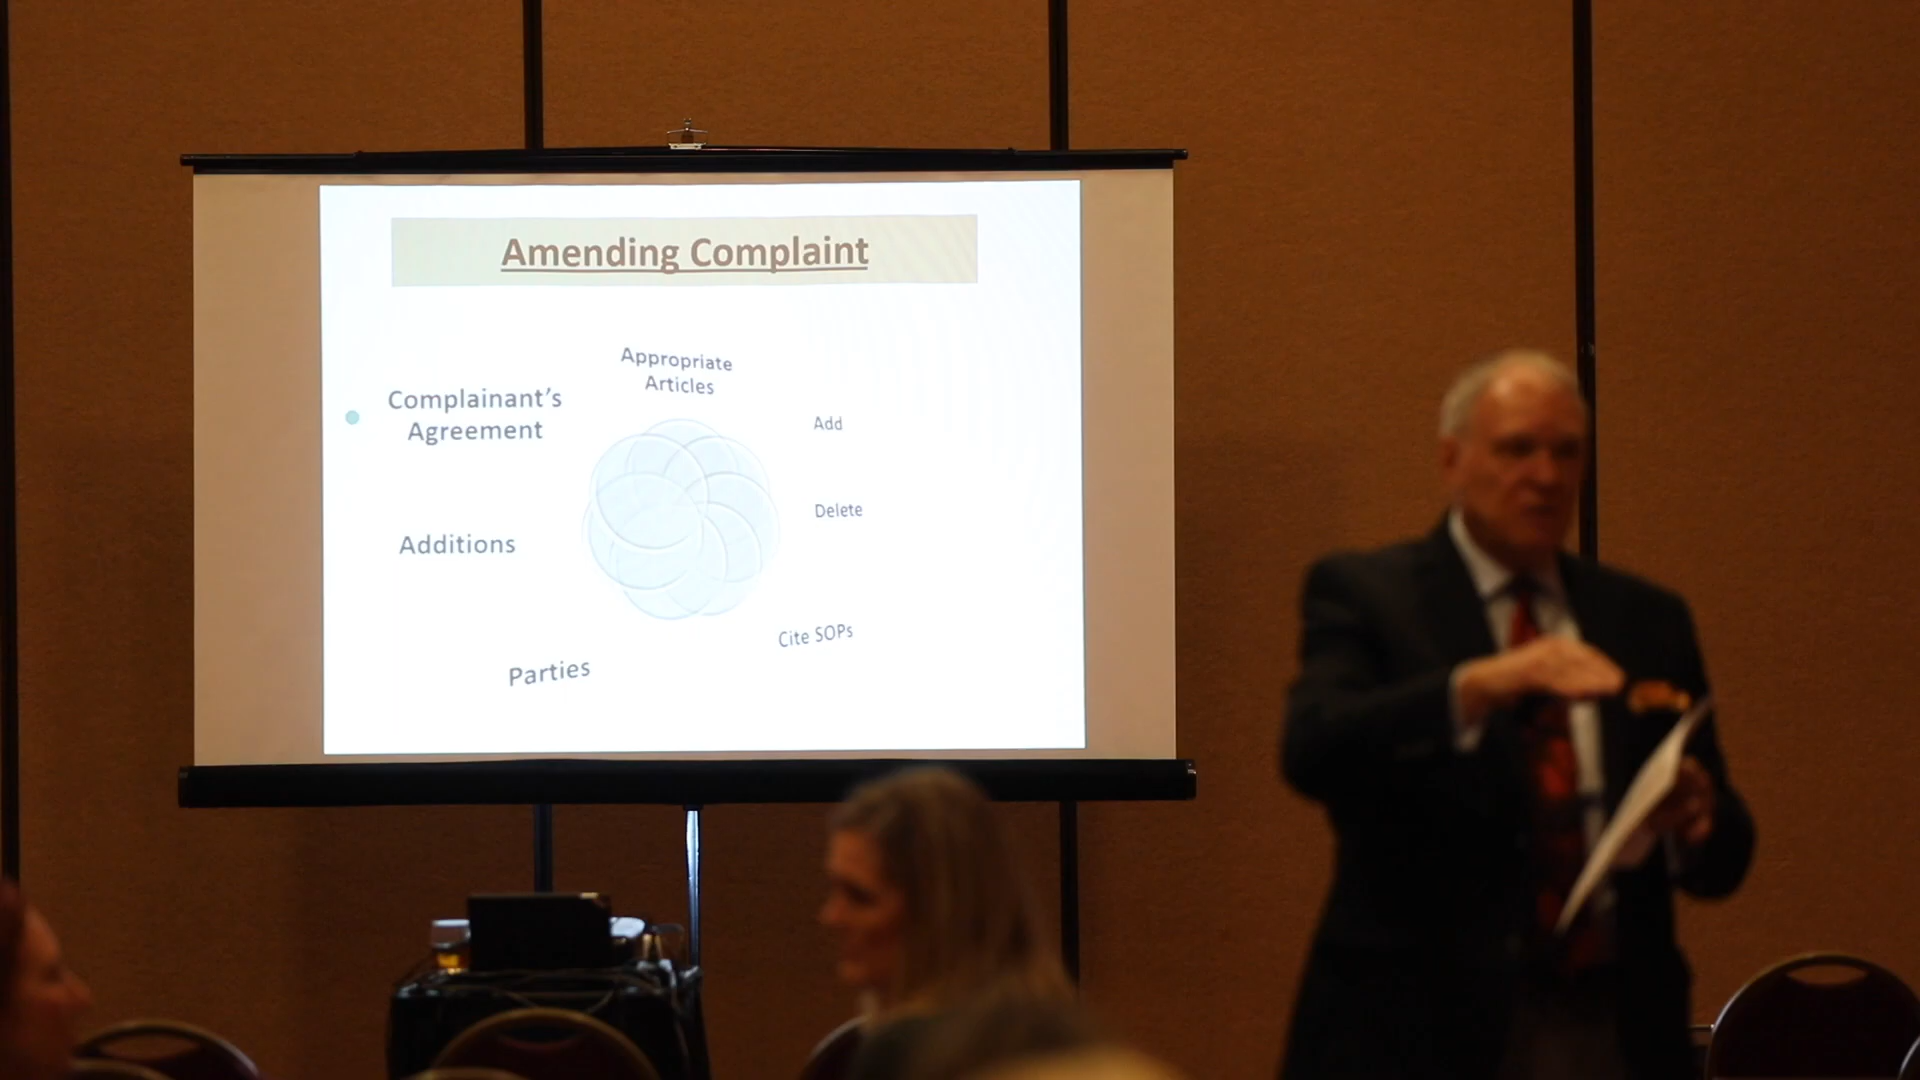 Amending Complaint
Appropriate
Articles
Complainant's
Agreement
Add
Delete
Additions
Cite SOPs
Parties